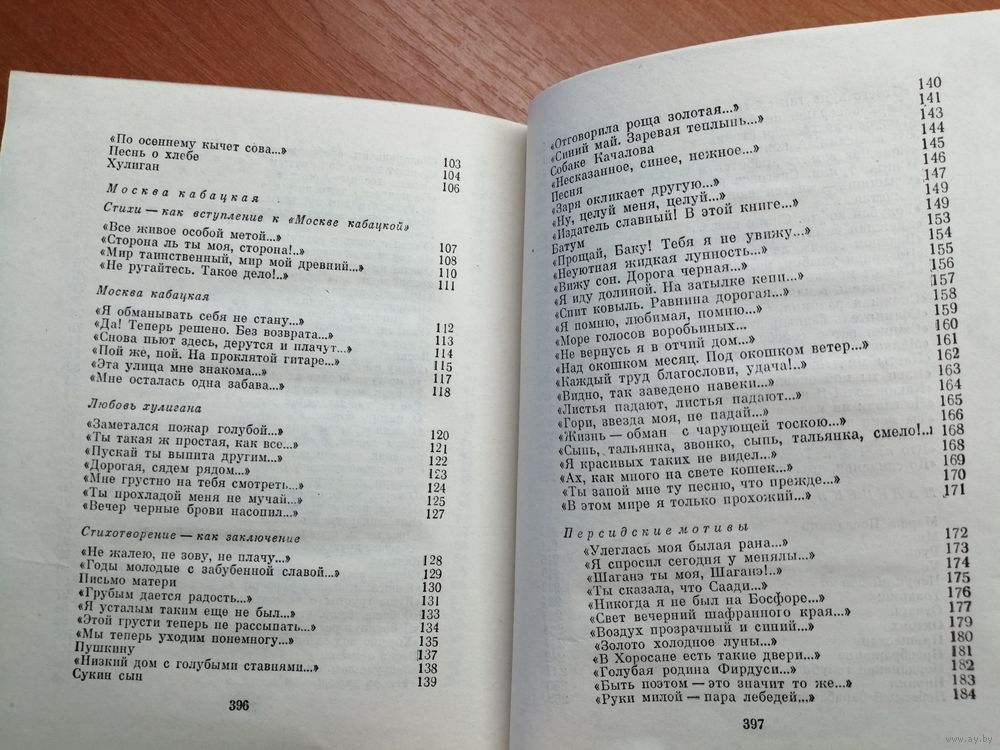 «По осеннему кычет сова...» 103
Песнь о хлебе 104
Хулиган 106
Москва кабацкая
Стихи — как вступление к «Москве кабацкой»
«Все живое особой метой...» 107
«Сторона ль ты моя, сторона!..» 108
«Мир таинственный, мир мой древний...» 110
«Не ругайтесь. Такое дело!..» 111
Москва кабацкая
«Я обманывать себя не стану...» 112
«Да! Теперь решено. Без возврата...» 113
«Снова пьют здесь, дерутся и плачут...» 114
«Пой же, пой. На проклятой гитаре...» 115
«Эта улица мне знакома...» 117
«Мне осталась одна забава...» 118
Любовь хулигана
«Заметался пожар голубой...» 120
«Ты такая ж простая, как все...» 121
«Пускай ты выпита другим...» 122
«Дорогая, сядем рядом...» 123
«Мне грустно на тебя смотреть...» 124
«Ты прохладой меня не мучай...» 125
«Вечер черные брови насопил...» 127
Стихотворение — как заключение
«Не жалею, не зову, не плачу...» 128
«Годы молодые с забубенной славой...» 129
Письмо матери 130
«Грубым дается радость...» 131
«Я усталым таким еще не был...» 133
«Этой грусти теперь не рассыпать...» 134
«Мы теперь уходим понемногу...» 135
Пушкину 137
«Низкий дом с голубыми ставнями...» 138
Сукин сын 139
396
«Отговорила роща золотая...» 140
«Синий май. Заревая теплынь...» 141
Собаке Качалова 143
«Несказанное, синее, нежное...» 144
Песня 145
«Заря окликает другую...» 146
«Ну, целуй меня, целуй...» 147
«Издатель славный! В этой книге...» 149
Батум 149
«Прощай, Баку! Тебя я не увижу...» 153
«Неуютная жидкая лунность...» 154
«Вижу сон. Дорога черная...» 155
«Я иду долиной. На затылке кепи...» 156
«Спит ковыль. Равнина дорогая...» 157
«Я помню, любимая, помню...» 158
«Море голосов воробьиных... 159
«Не вернусь я в отчий дом...» 160
«Над окошком месяц. Под окошком ветер...» 161
«Каждый труд благослови, удача!..» 162
«Видно, так заведено навеки...» 163
«Листья падают, листья падают...» 164
«Гори, звезда моя, не падай...» 165
«Жизнь — обман с чарующей тоскою...» 166
«Сыпь, тальянка, звонко, сыпь, тальянка, смело!..» 168
«Я красивых таких не видел...» 168
«Ах, как много на свете кошек...» 169
«Ты запой мне ту песню, что прежде...» 170
«В этом мире я только прохожий...» 171
Персидские мотивы
«Улеглась моя былая рана...» 172
«Я спросил сегодня у менялы...» 173
«Шаганэ ты моя, Шаганэ!.. 174
«Ты сказала, что Саади...» 175
«Никогда я не был на Босфоре...» 176
«Свет вечерний шафранного края...» 177
«Воздух прозрачный и синий...» 179
«Золото холодное луны...» 180
«В Хоросане есть такие двери...» 181
«Голубая родина Фирдуси...» 182
«Быть поэтом — это значит то же...» 183
«Руки милой — пара лебедей...» 184
397
www.ay.by